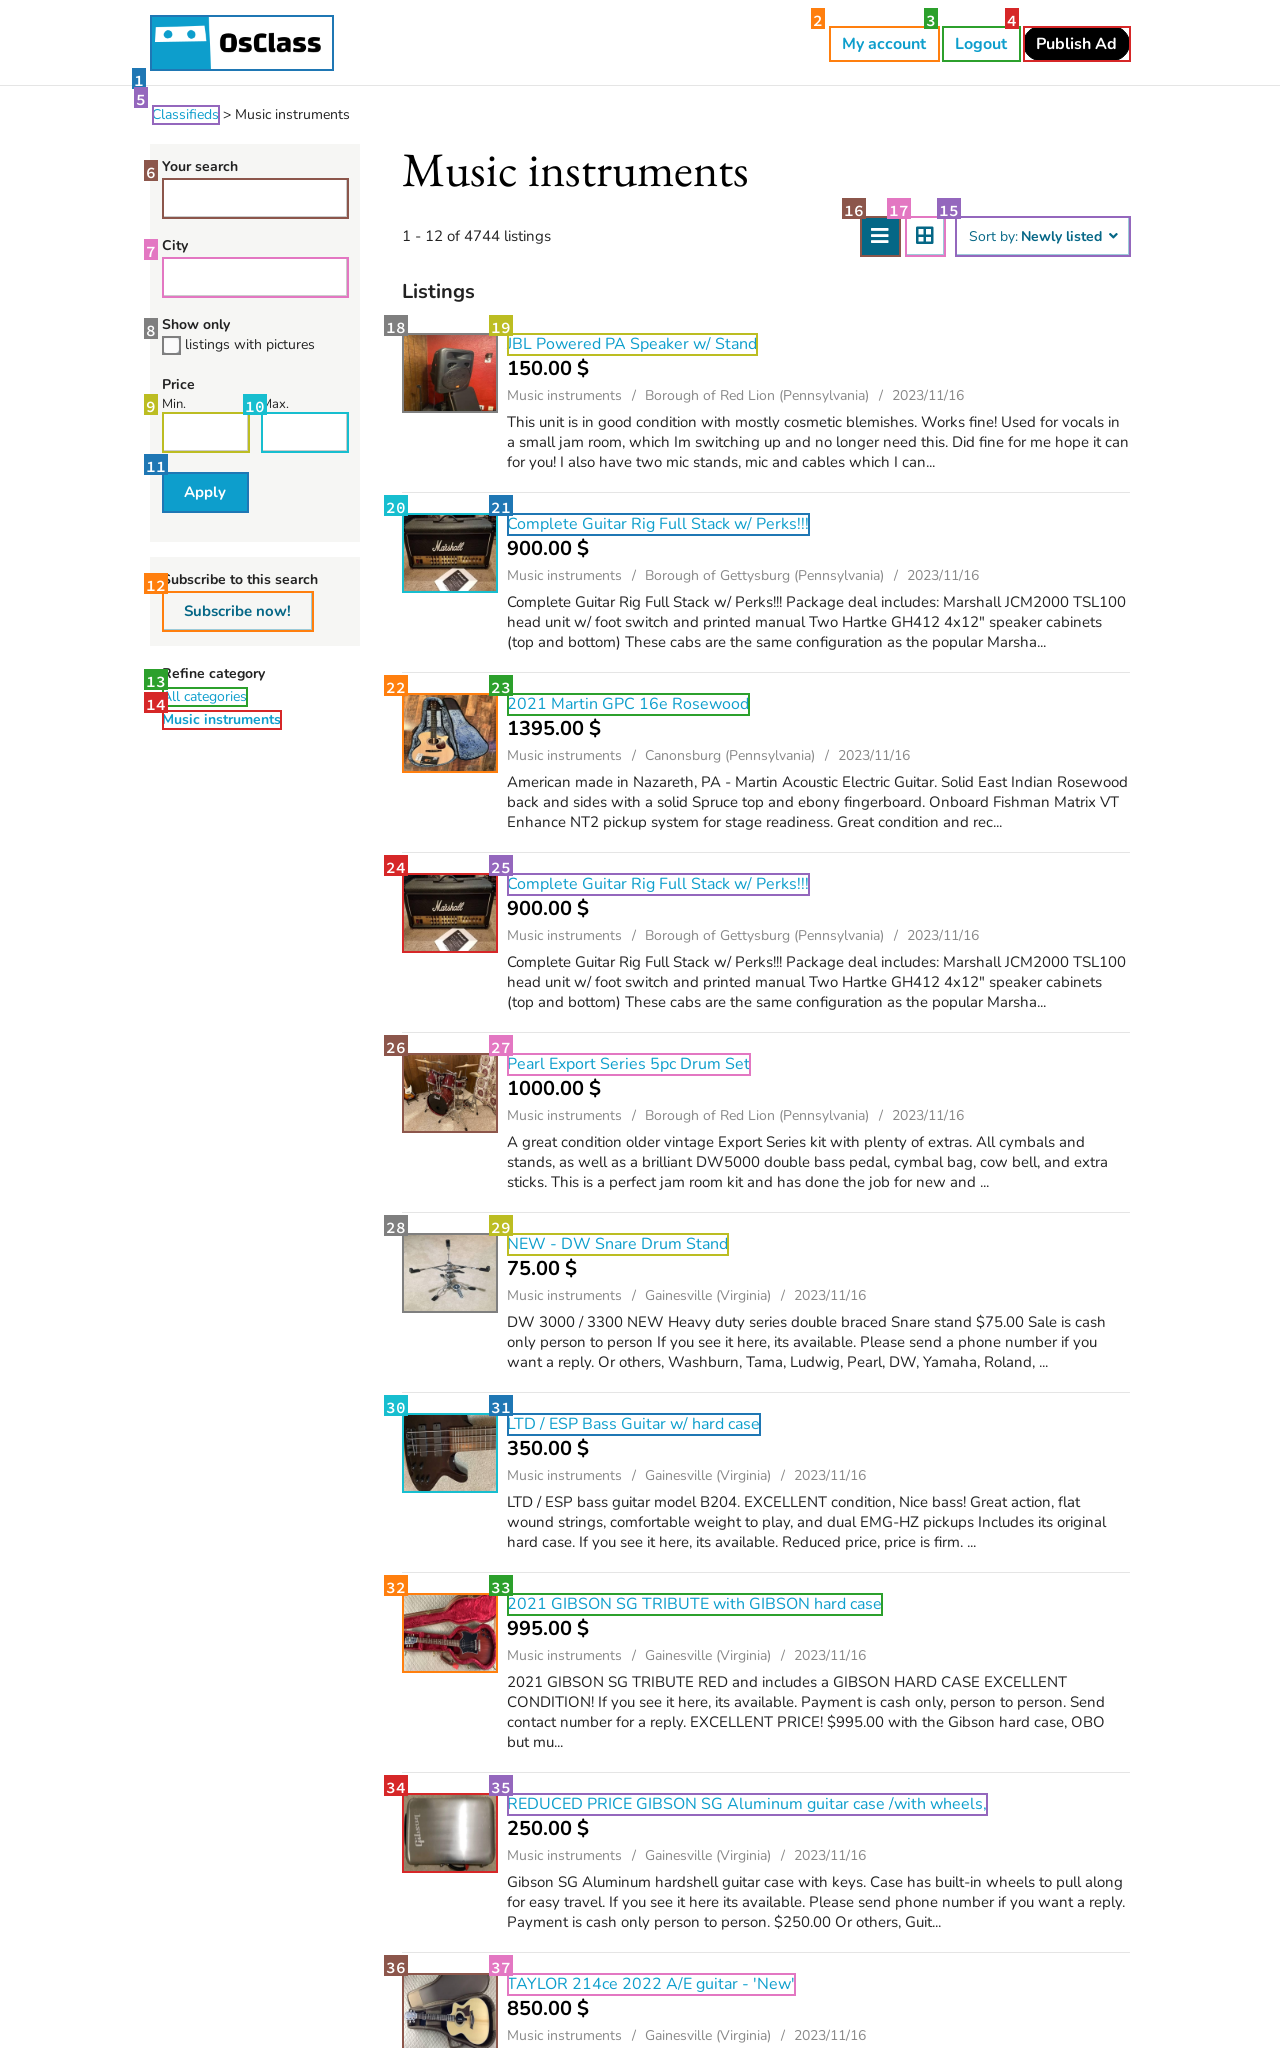 OsClass
2
My account
3
Logout
4
Publish Ad
1
5
Classifieds > Music instruments
6
Your search
7
City
8
Show only
listings with pictures
Price
9
Min.
10
Max.
11
Apply
12
Subscribe to this search
Subscribe now!
Refine category
13
All categories
14
Music instruments
Music instruments
1 - 12 of 4744 listings
16
17
15
Sort by: Newly listed
Listings
18
19
JBL Powered PA Speaker w/ Stand
150.00 $
Music instruments / Borough of Red Lion (Pennsylvania) / 2023/11/16
This unit is in good condition with mostly cosmetic blemishes. Works fine! Used for vocals in
a small jam room, which Im switching up and no longer need this. Did fine for me hope it can
for you! I also have two mic stands, mic and cables which I can...
20
21
Marshall
Complete Guitar Rig Full Stack w/ Perks!!!
900.00 $
Music instruments / Borough of Gettysburg (Pennsylvania) / 2023/11/16
Complete Guitar Rig Full Stack w/ Perks!!! Package deal includes: Marshall JCM2000 TSL100
head unit w/ foot switch and printed manual Two Hartke GH412 4x12" speaker cabinets
(top and bottom) These cabs are the same configuration as the popular Marsha...
22
23
2021 Martin GPC 16e Rosewood
1395.00 $
Music instruments / Canonsburg (Pennsylvania) / 2023/11/16
American made in Nazareth, PA - Martin Acoustic Electric Guitar. Solid East Indian Rosewood
back and sides with a solid Spruce top and ebony fingerboard. Onboard Fishman Matrix VT
Enhance NT2 pickup system for stage readiness. Great condition and rec...
24
25
Marshall
Complete Guitar Rig Full Stack w/ Perks!!!
900.00 $
Music instruments / Borough of Gettysburg (Pennsylvania) / 2023/11/16
Complete Guitar Rig Full Stack w/ Perks!!! Package deal includes: Marshall JCM2000 TSL100
head unit w/ foot switch and printed manual Two Hartke GH412 4x12" speaker cabinets
(top and bottom) These cabs are the same configuration as the popular Marsha...
26
27
Pearl Export Series 5pc Drum Set
1000.00 $
Music instruments / Borough of Red Lion (Pennsylvania) / 2023/11/16
A great condition older vintage Export Series kit with plenty of extras. All cymbals and
stands, as well as a brilliant DW5000 double bass pedal, cymbal bag, cow bell, and extra
sticks. This is a perfect jam room kit and has done the job for new and ...
28
29
NEW - DW Snare Drum Stand
75.00 $
Music instruments / Gainesville (Virginia) / 2023/11/16
DW 3000 / 3300 NEW Heavy duty series double braced Snare stand $75.00 Sale is cash
only person to person If you see it here, its available. Please send a phone number if you
want a reply. Or others, Washburn, Tama, Ludwig, Pearl, DW, Yamaha, Roland, ...
30
31
LTD / ESP Bass Guitar w/ hard case
350.00 $
Music instruments / Gainesville (Virginia) / 2023/11/16
LTD / ESP bass guitar model B204. EXCELLENT condition, Nice bass! Great action, flat
wound strings, comfortable weight to play, and dual EMG-HZ pickups Includes its original
hard case. If you see it here, its available. Reduced price, price is firm. ...
32
33
2021 GIBSON SG TRIBUTE with GIBSON hard case
995.00 $
Music instruments / Gainesville (Virginia) / 2023/11/16
2021 GIBSON SG TRIBUTE RED and includes a GIBSON HARD CASE EXCELLENT
CONDITION! If you see it here, its available. Payment is cash only, person to person. Send
contact number for a reply. EXCELLENT PRICE! $995.00 with the Gibson hard case, OBO
but mu...
34
35
REDUCED PRICE GIBSON SG Aluminum guitar case /with wheels,
250.00 $
Music instruments / Gainesville (Virginia) / 2023/11/16
Gibson SG Aluminum hardshell guitar case with keys. Case has built-in wheels to pull along
for easy travel. If you see it here its available. Please send phone number if you want a reply.
Payment is cash only person to person. $250.00 Or others, Guit...
36
37
TAYLOR 214ce 2022 A/E guitar - 'New'
850.00 $
Music instruments / Gainesville (Virginia) / 2023/11/16